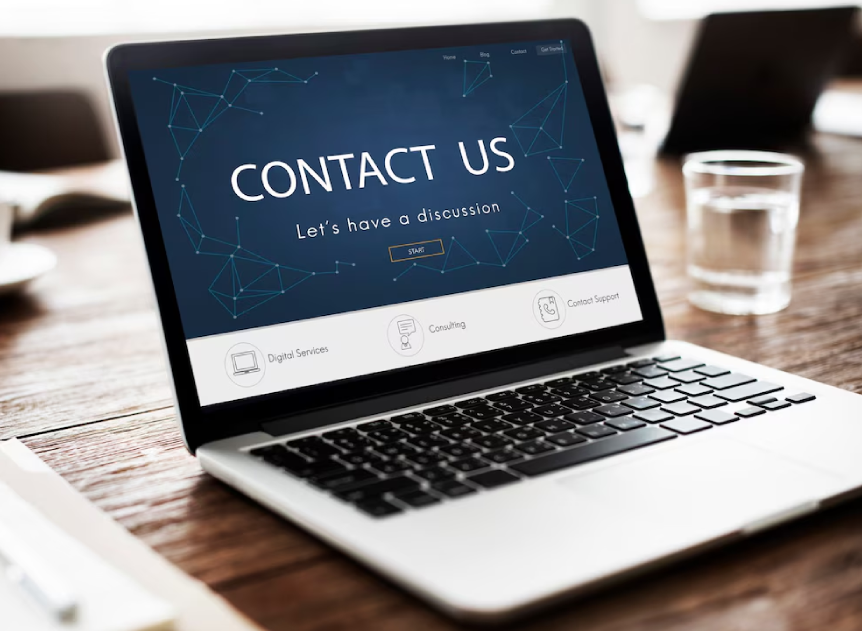 Home Blog Contact Get Started
CONTACT US
Let's have a discussion
START
Digital Services
Consulting
Contact Support